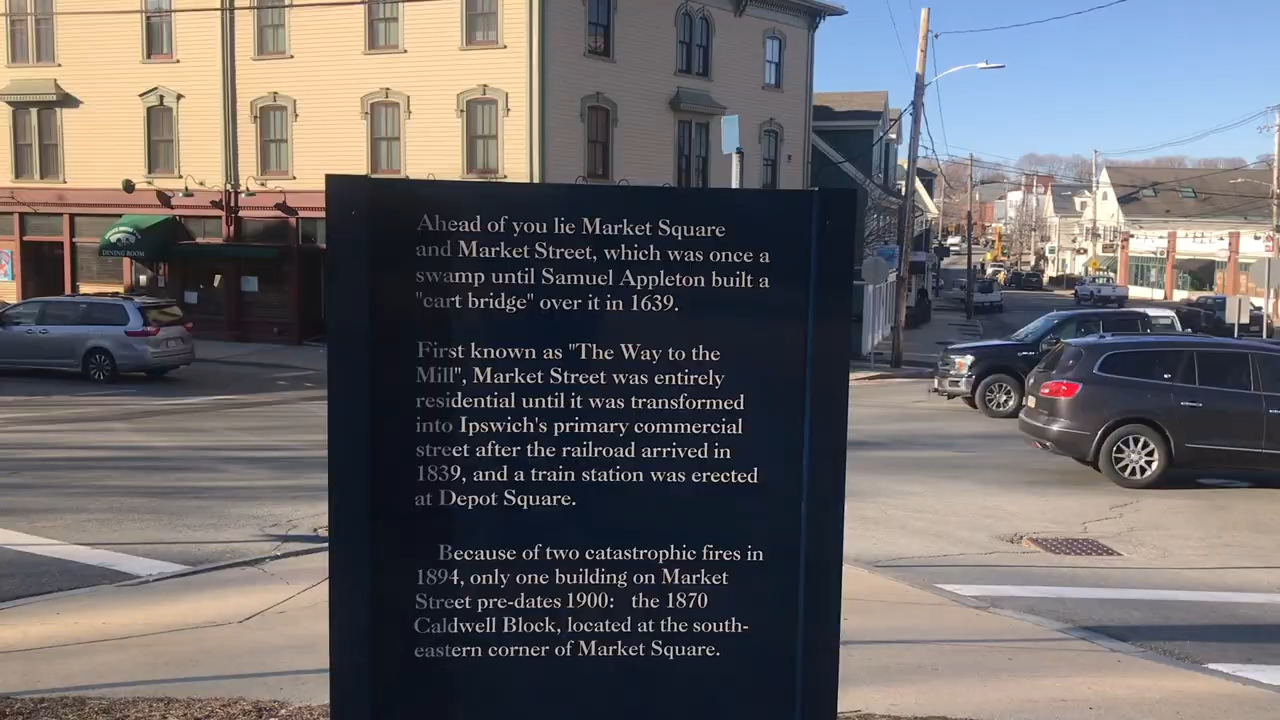 DINING ROOM
Ahead of you lie Market Square
and Market Street, which was once a
swamp until Samuel Appleton built a
"cart bridge" over it in 1639.
First known as "The Way to the
Mill", Market Street was entirely
residential until it was transformed
into Ipswich's primary commercial
street after the railroad arrived in
1839, and a train station was erected
at Depot Square.
Because of two catastrophic fires in
1894, only one building on Market
Street pre-dates 1900: the 1870
Caldwell Block, located at the south-
eastern corner of Market Square.